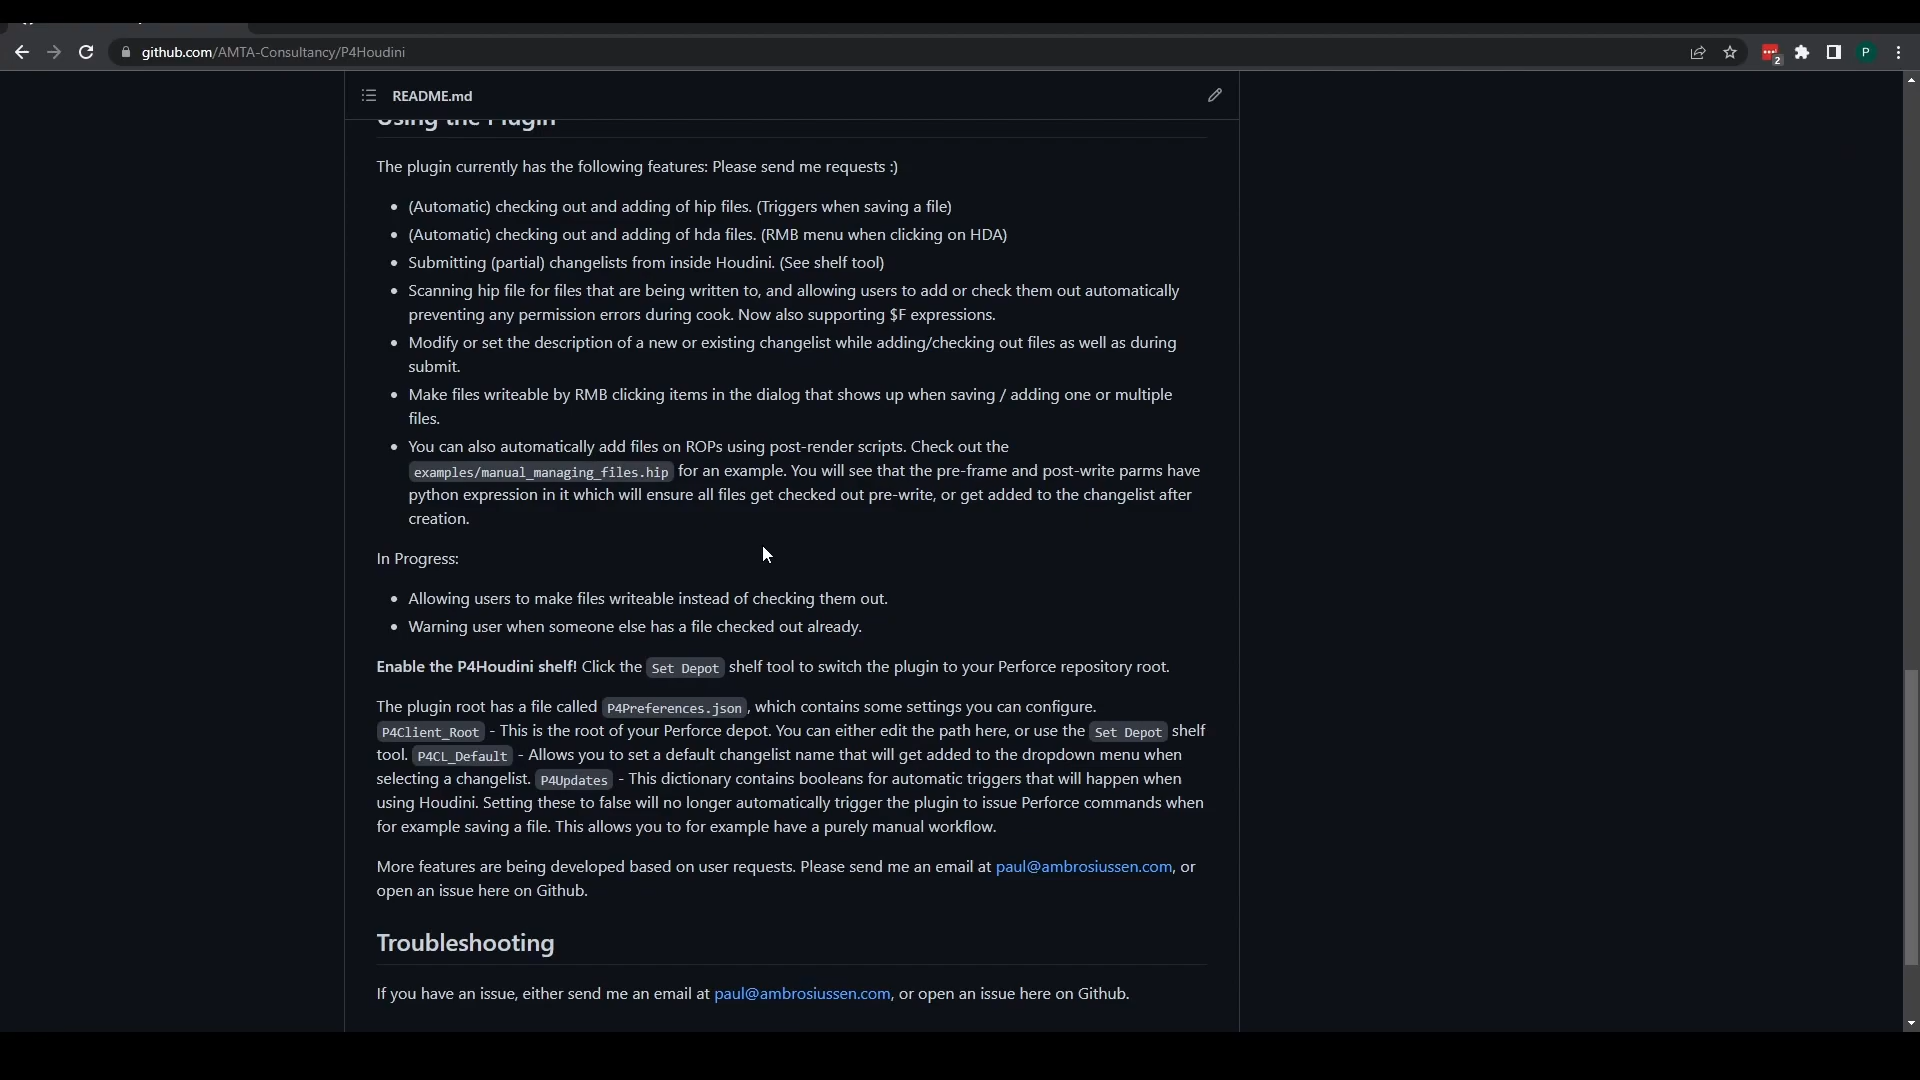 github.com/AMTA-Consultancy/P4Houdini
2
P
README.md
Using the Plugin
The plugin currently has the following features: Please send me requests :)
• (Automatic) checking out and adding of hip files. (Triggers when saving a file)
• (Automatic) checking out and adding of hda files. (RMB menu when clicking on HDA)
• Submitting (partial) changelists from inside Houdini. (See shelf tool)
• Scanning hip file for files that are being written to, and allowing users to add or check them out automatically
preventing any permission errors during cook. Now also supporting $F expressions.
• Modify or set the description of a new or existing changelist while adding/checking out files as well as during
submit.
• Make files writeable by RMB clicking items in the dialog that shows up when saving / adding one or multiple
files.
• You can also automatically add files on ROPs using post-render scripts. Check out the
examples/manual_managing_files.hip for an example. You will see that the pre-frame and post-write parms have
python expression in it which will ensure all files get checked out pre-write, or get added to the changelist after
creation.
In Progress:
• Allowing users to make files writeable instead of checking them out.
• Warning user when someone else has a file checked out already.
Enable the P4Houdini shelf! Click the Set Depot shelf tool to switch the plugin to your Perforce repository root.
The plugin root has a file called P4Preferences.json, which contains some settings you can configure.
P4Client_Root - This is the root of your Perforce depot. You can either edit the path here, or use the Set Depot shelf
tool. P4CL_Default - Allows you to set a default changelist name that will get added to the dropdown menu when
selecting a changelist. P4Updates - This dictionary contains booleans for automatic triggers that will happen when
using Houdini. Setting these to false will no longer automatically trigger the plugin to issue Perforce commands when
for example saving a file. This allows you to for example have a purely manual workflow.
More features are being developed based on user requests. Please send me an email at paul@ambrosiussen.com, or
open an issue here on Github.
Troubleshooting
If you have an issue, either send me an email at paul@ambrosiussen.com, or open an issue here on Github.